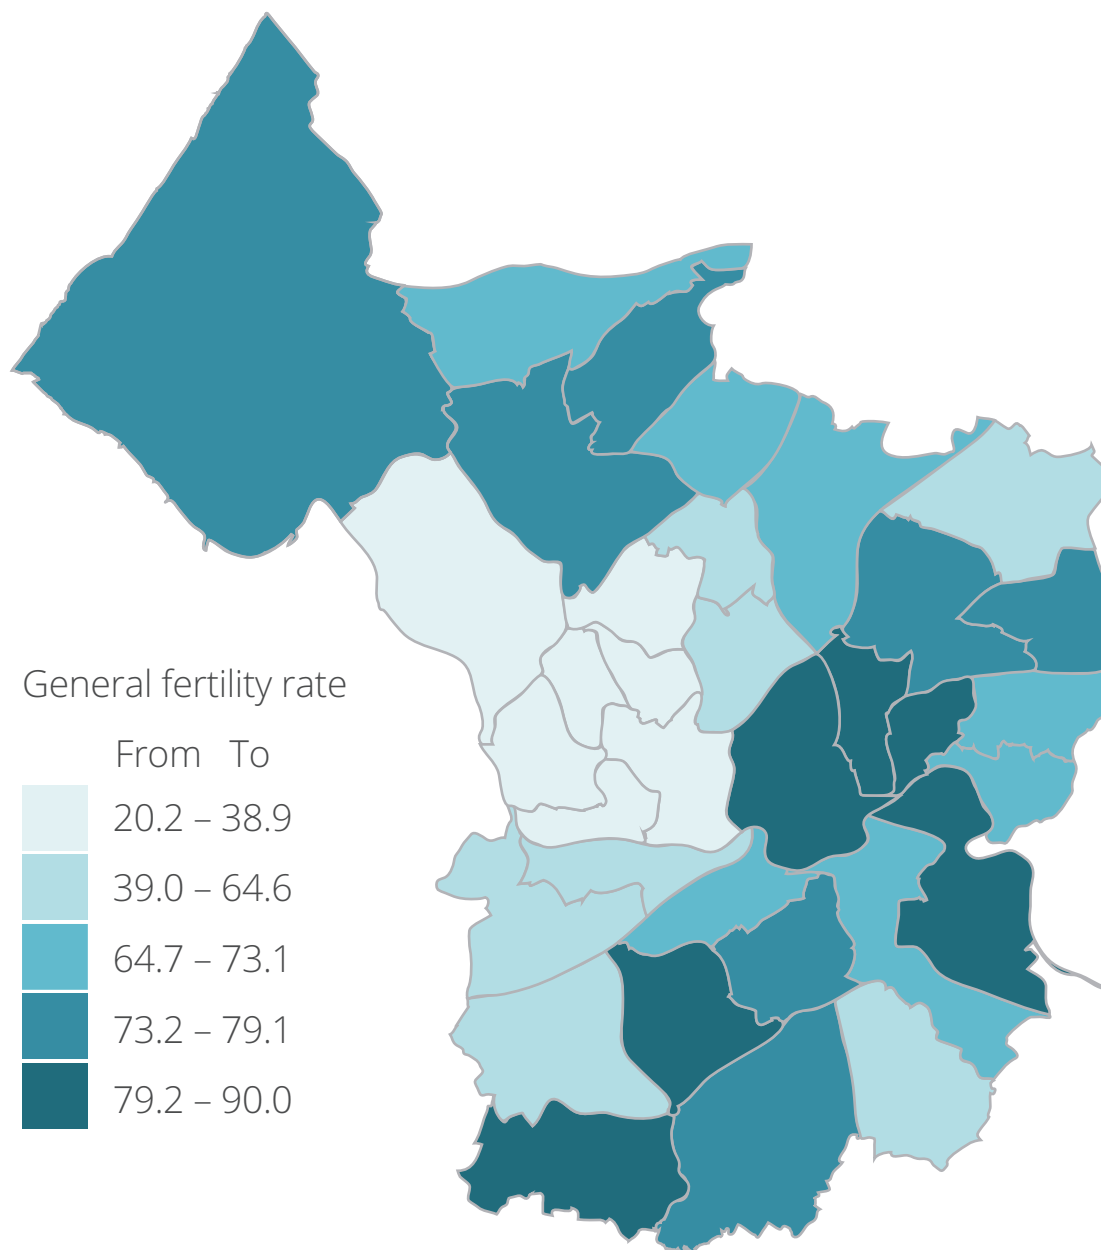 General fertility rate
From To
20.2 – 38.9
39.0 – 64.6
64.7 – 73.1
73.2 – 79.1
79.2 – 90.0